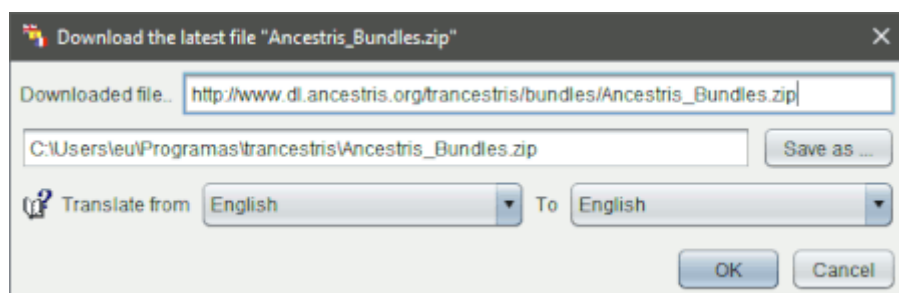 Download the latest file "Ancestris_Bundles.zip"
Downloaded file.. http://www.dl.ancestris.org/trancestris/bundles/Ancestris_Bundles.zip
C:\Users\eu\Programas\trancestris\Ancestris_Bundles.zip Save as ...
Translate from English To English
OK Cancel